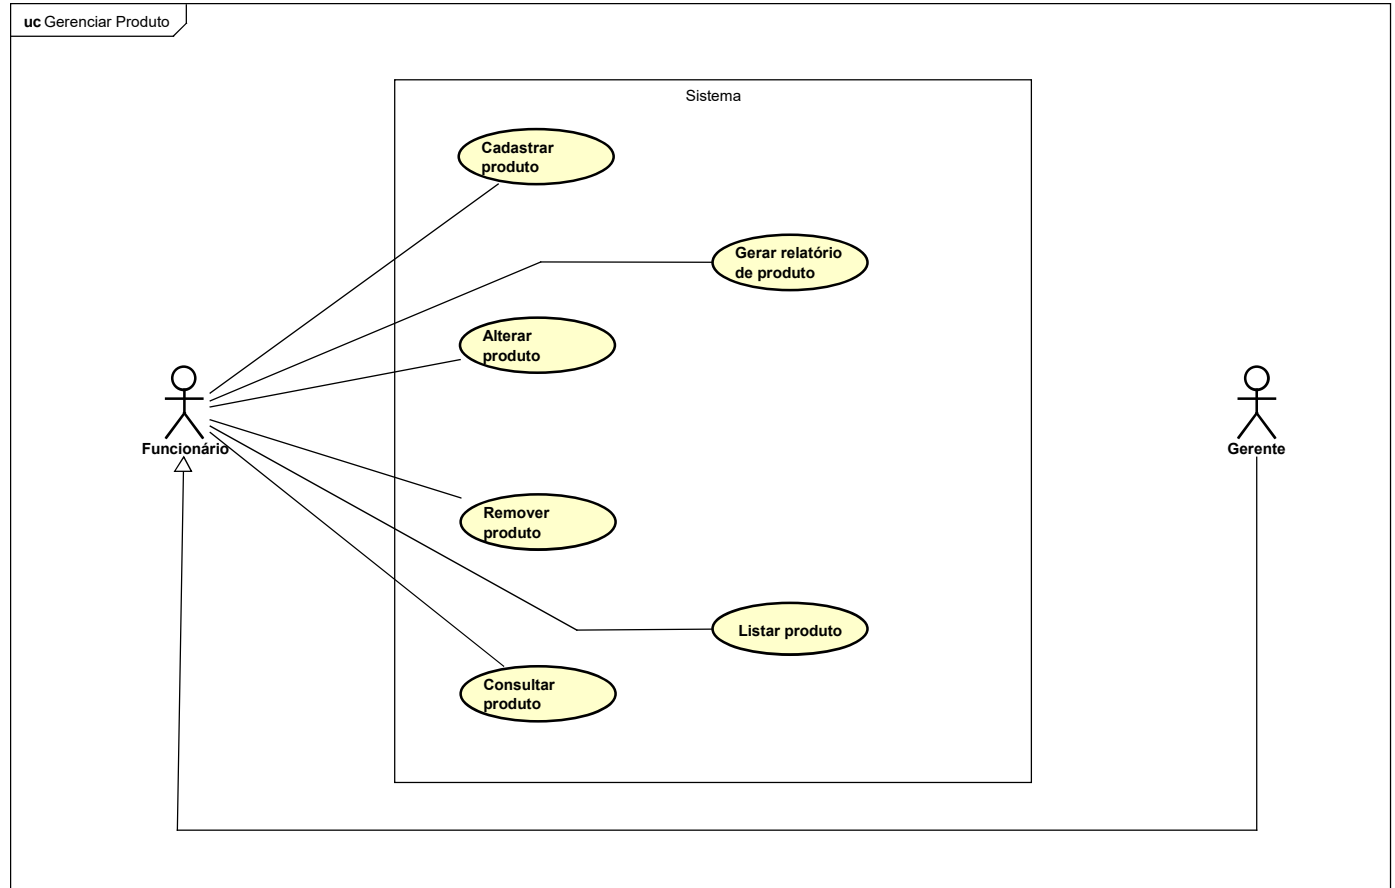 uc Gerenciar Produto
Sistema
Cadastrar
produto
Gerar relatório
de produto
Alterar
produto
Funcionário
Gerente
Remover
produto
Listar produto
Consultar
produto